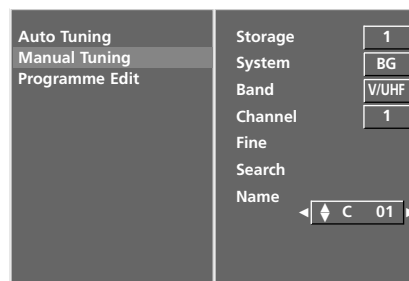 Auto Tuning
Manual Tuning
Programme Edit
Storage 1
System BG
Band V/UHF
Channel 1
Fine
Search
Name
C 01